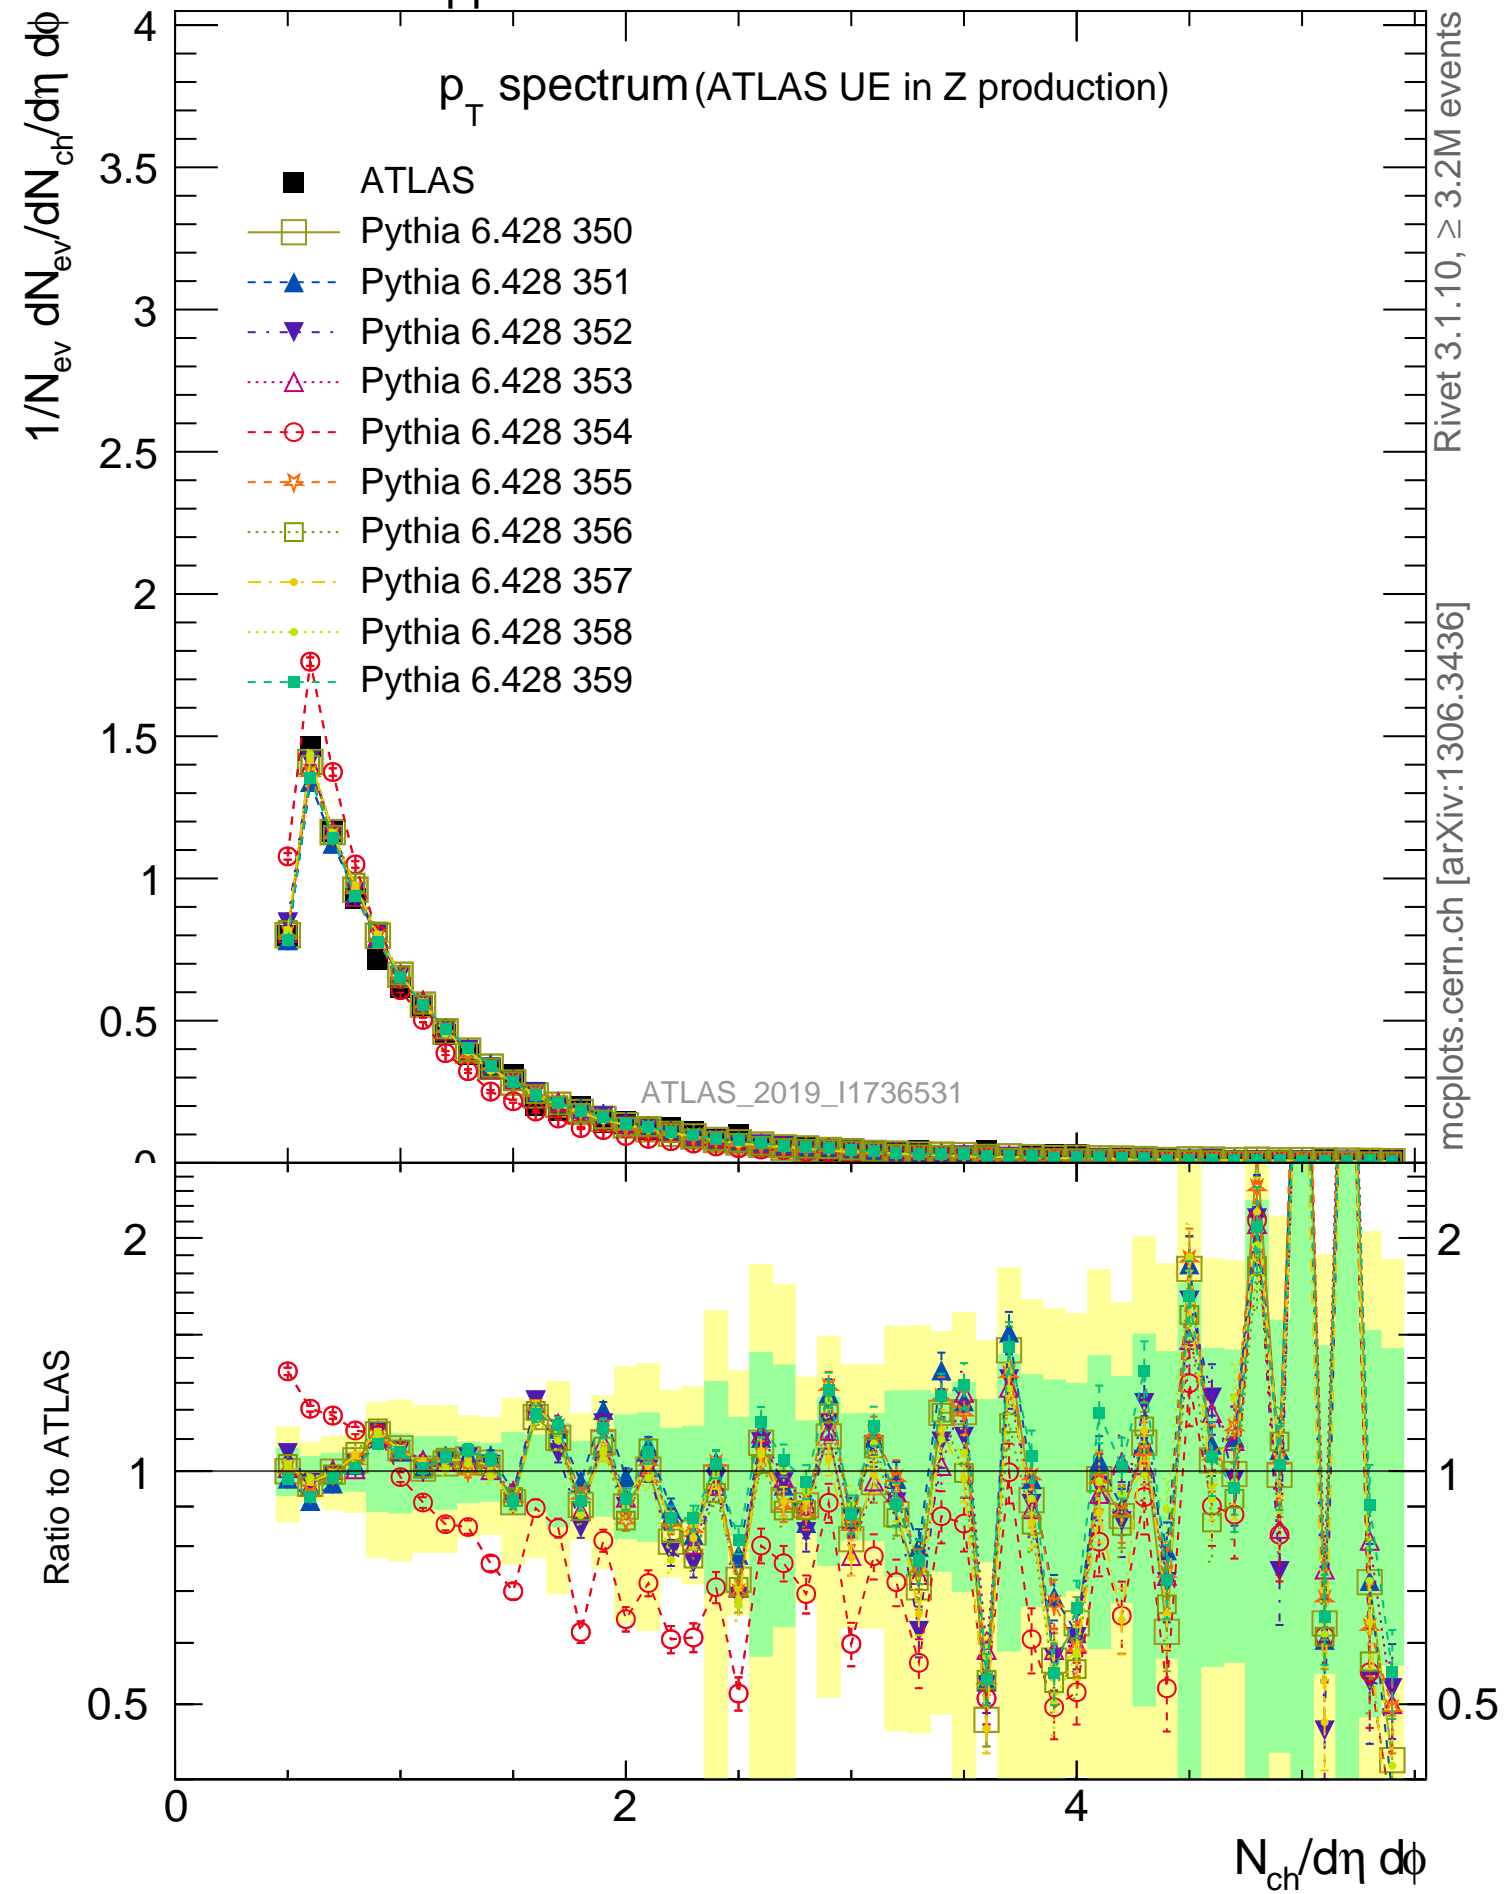 1/N_ev dN_ev/dN_ch/dη dφ
p_T spectrum (ATLAS UE in Z production)
ATLAS
Pythia 6.428 350
Pythia 6.428 351
Pythia 6.428 352
Pythia 6.428 353
Pythia 6.428 354
Pythia 6.428 355
Pythia 6.428 356
Pythia 6.428 357
Pythia 6.428 358
Pythia 6.428 359
4
3.5
3
2.5
2
1.5
1
0.5
0
ATLAS_2019_I1736531
Rivet 3.1.10, ≥ 3.2M events
mcplots.cern.ch [arXiv:1306.3436]
Ratio to ATLAS
2
1
0.5
2
1
0.5
0
2
4
N_ch/dη dφ